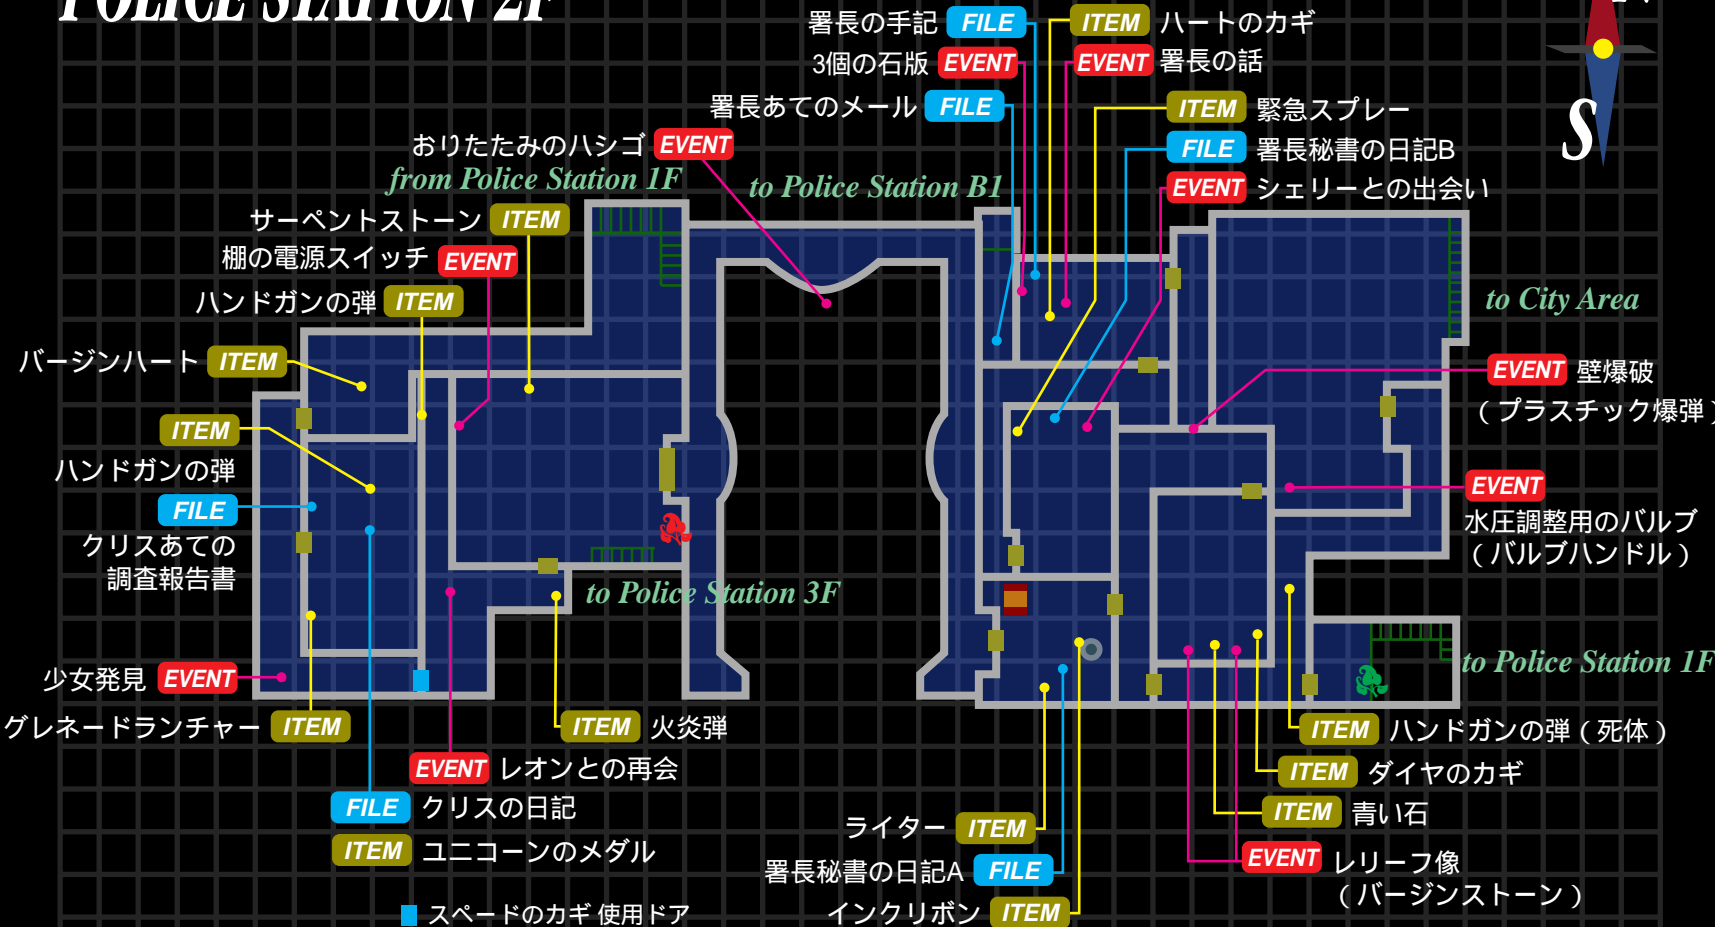 POLICE STATION 2F
署長の手記 FILE
ITEM ハートのカギ
3個の石版 EVENT
EVENT 署長の話
署長あてのメール FILE
ITEM 緊急スプレー
S
おりたたみのハシゴ EVENT
FILE 署長秘書の日記B
from Police Station 1F
to Police Station B1
EVENT シェリーとの出会い
サーペントストーン ITEM
棚の電源スイッチ EVENT
ハンドガンの弾 ITEM
to City Area
バージンハート ITEM
EVENT 壁爆破
（プラスチック爆弾）
ITEM
ハンドガンの弾
FILE
クリスあての
調査報告書
EVENT
水圧調整用のバルブ
（バルブハンドル）
to Police Station 3F
少女発見 EVENT
to Police Station 1F
グレネードランチャー ITEM
ITEM 火炎弾
ITEM ハンドガンの弾（死体）
EVENT レオンとの再会
ITEM ダイヤのカギ
FILE クリスの日記
ITEM 青い石
ライター ITEM
ITEM ユニコーンのメダル
EVENT レリーフ像
（バージンストーン）
署長秘書の日記A FILE
インクリボン ITEM
スペードのカギ 使用ドア